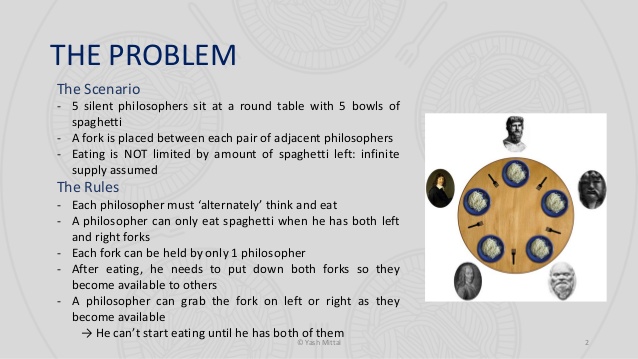 THE PROBLEM
The Scenario
- 5 silent philosophers sit at a round table with 5 bowls of
spaghetti
- A fork is placed between each pair of adjacent philosophers
- Eating is NOT limited by amount of spaghetti left: infinite
supply assumed
The Rules
- Each philosopher must ‘alternately’ think and eat
- A philosopher can only eat spaghetti when he has both left
and right forks
- Each fork can be held by only 1 philosopher
- After eating, he needs to put down both forks so they
become available to others
- A philosopher can grab the fork on left or right as they
become available
→ He can’t start eating until he has both of them
© Yash Mittal
2